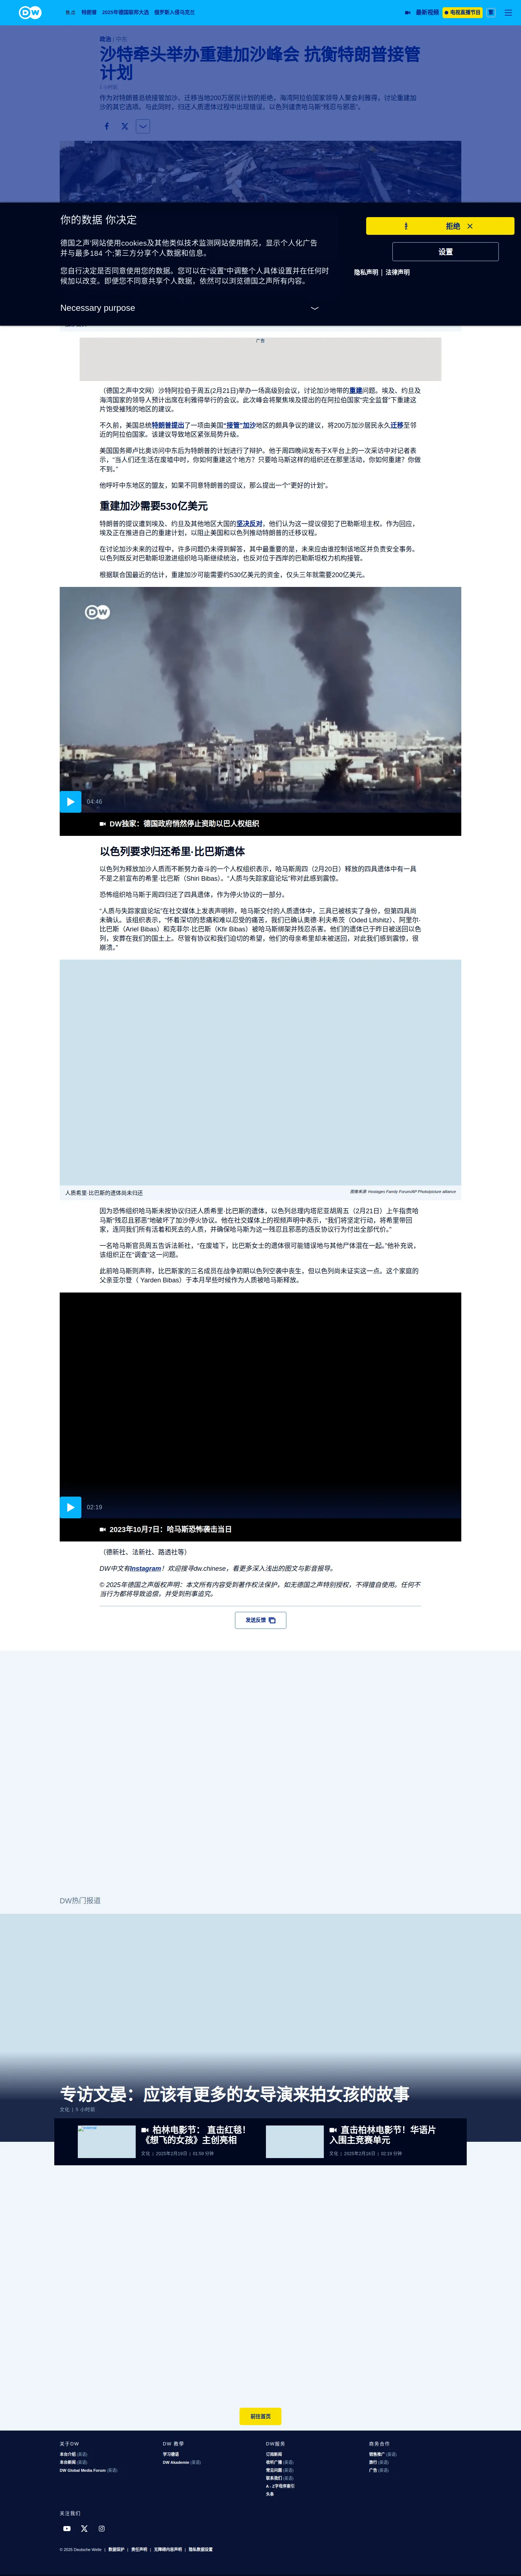 DW
焦点 特朗普 2025年德国联邦大选 俄罗斯入侵乌克兰
最新视频 电视直播节目 繁
政治 | 中东
沙特牵头举办重建加沙峰会 抗衡特朗普接管
计划
作为对特朗普总统接管加沙、迁移当地200万居民计划的拒绝，海湾阿拉伯国家领导人聚会利雅得，讨论重建加
沙的其它选项。与此同时，归还人质遗体过程中出现错误，以色列谴责哈马斯“残忍与邪恶”。
你的数据 你决定
德国之声‘网站使用cookies及其他类似技术监测网站使用情况，显示个人化广告
并与最多184 个;第三方分享个人数据和信息。
您自行决定是否同意使用您的数据。您可以在“设置”中调整个人具体设置并在任何时
候加以改变。即便您不同意共享个人数据，依然可以浏览德国之声所有内容。
Necessary purpose
拒绝
设置
隐私声明 | 法律声明
广告
（德国之声中文网）沙特阿拉伯于周五(2月21日)举办一场高级别会议，讨论加沙地带的重建问题。埃及、约旦及
海湾国家的领导人预计出席在利雅得举行的会议。此次峰会将聚焦埃及提出的在阿拉伯国家“完全监督”下重建这
片饱受摧残的地区的建议。
不久前，美国总统特朗普提出了一项由美国“接管”加沙地区的颇具争议的建议，将200万加沙居民永久迁移至邻
近的阿拉伯国家。该建议导致地区紧张局势升级。
美国国务卿卢比奥访问中东后为特朗普的计划进行了辩护。他于周四晚间发布于X平台上的一次采访中对记者表
示，“当人们还生活在废墟中时，你如何重建这个地方？只要哈马斯这样的组织还在那里活动，你如何重建？你做
不到。”
他呼吁中东地区的盟友，如果不同意特朗普的提议，那么提出一个“更好的计划”。
重建加沙需要530亿美元
特朗普的提议遭到埃及、约旦及其他地区大国的坚决反对，他们认为这一提议侵犯了巴勒斯坦主权。作为回应，
埃及正在推进自己的重建计划，以阻止美国和以色列推动特朗普的迁移议程。
在讨论加沙未来的过程中，许多问题仍未得到解答，其中最重要的是，未来应由谁控制该地区并负责安全事务。
以色列既反对巴勒斯坦激进组织哈马斯继续统治，也反对位于西岸的巴勒斯坦权力机构接管。
根据联合国最近的估计，重建加沙可能需要约530亿美元的资金，仅头三年就需要200亿美元。
DW
04:46
DW独家：德国政府悄然停止资助以巴人权组织
以色列要求归还希里·比巴斯遗体
以色列为释放加沙人质而不断努力奋斗的一个人权组织表示，哈马斯周四（2月20日）释放的四具遗体中有一具
不是之前宣布的希里·比巴斯（Shiri Bibas）。“人质与失踪家庭论坛”称对此感到震惊。
恐怖组织哈马斯于周四归还了四具遗体，作为停火协议的一部分。
“人质与失踪家庭论坛”在社交媒体上发表声明称，哈马斯交付的人质遗体中，三具已被核实了身份，但第四具尚
未确认。该组织表示，“怀着深切的悲痛和难以忍受的痛苦，我们已确认奥德·利夫希茨（Oded Lifshitz）、阿里尔·
比巴斯（Ariel Bibas）和克菲尔·比巴斯（Kfir Bibas）被哈马斯绑架并残忍杀害。他们的遗体已于昨日被送回以色
列，安葬在我们的国土上。尽管有协议和我们迫切的希望，他们的母亲希里却未被送回，对此我们感到震惊，很
崩溃。”
人质希里·比巴斯的遗体尚未归还
图像来源: Hostages Family Forum/AP Photo/picture alliance
因为恐怖组织哈马斯未按协议归还人质希里·比巴斯的遗体，以色列总理内塔尼亚胡周五（2月21日）上午指责哈
马斯“残忍且邪恶”地破坏了加沙停火协议。他在社交媒体上的视频声明中表示，“我们将坚定行动，将希里带回
家，连同我们所有活着和死去的人质，并确保哈马斯为这一残忍且邪恶的违反协议行为付出全部代价。”
一名哈马斯官员周五告诉法新社，“在废墟下，比巴斯女士的遗体很可能错误地与其他尸体混在一起。”他补充说，
该组织正在“调查”这一问题。
此前哈马斯则声称，比巴斯家的三名成员在战争初期以色列空袭中丧生，但以色列尚未证实这一点。这个家庭的
父亲亚尔登（ Yarden Bibas）于本月早些时候作为人质被哈马斯释放。
02:19
2023年10月7日：哈马斯恐怖袭击当日
（德新社、法新社、路透社等）
DW中文有Instagram！欢迎搜寻dw.chinese，看更多深入浅出的图文与影音报导。
© 2025年德国之声版权声明：本文所有内容受到著作权法保护，如无德国之声特别授权，不得擅自使用。任何不
当行为都将导致追偿，并受到刑事追究。
发送反馈
DW热门报道
专访文晏：应该有更多的女导演来拍女孩的故事
文化 | 9 小时前
柏林电影节： 直击红毯！
《想飞的女孩》主创亮相
文化 | 2025年2月19日 | 01:59 分钟
直击柏林电影节！华语片
入围主竞赛单元
文化 | 2025年2月18日 | 02:19 分钟
前往首页
关于DW
本台介绍 (英语)
本台新闻 (英语)
DW Global Media Forum (英语)
DW 教學
学习德语
DW Akademie (英语)
DW服务
订阅新闻
收听广播 (英语)
常见问题 (英语)
联系我们 (英语)
A - Z字母排索引
头条
商务合作
销售推广 (英语)
旅行 (英语)
广告 (英语)
关注我们
© 2025 Deutsche Welle | 数据保护 | 责任声明 | 无障碍内容声明 | 隐私数据设置